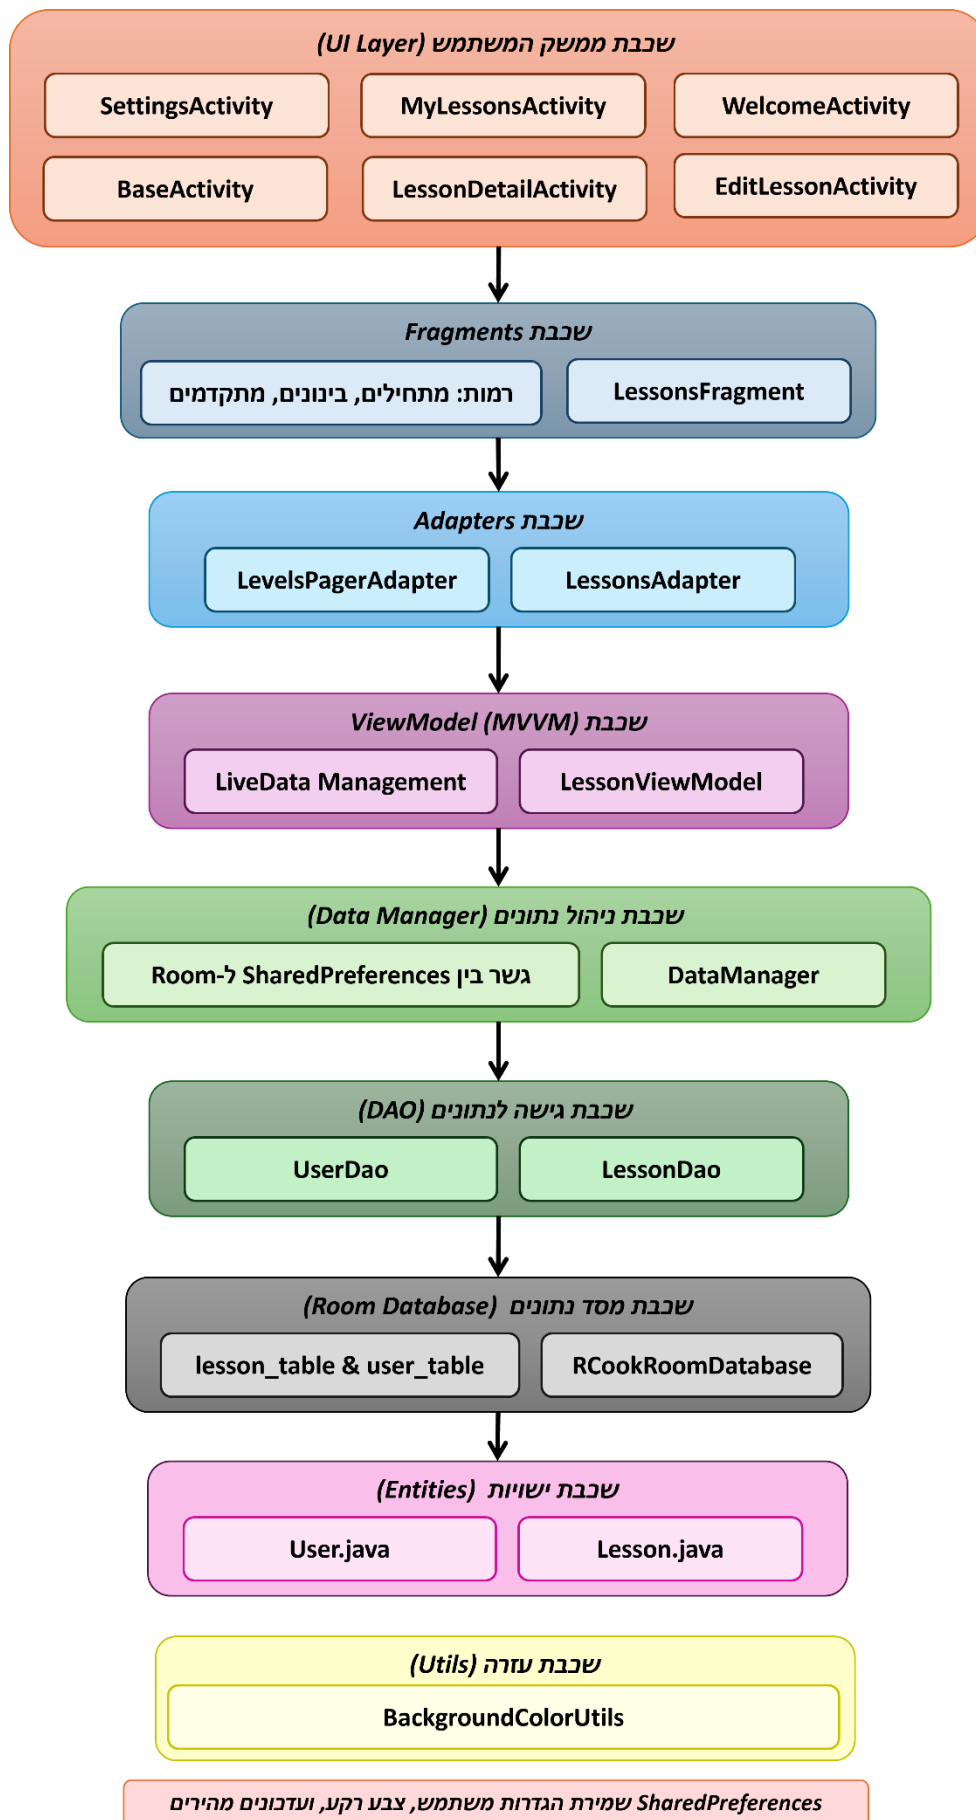 שכבת ממשק המשתמש (UI Layer)
WelcomeActivity
MyLessonsActivity
SettingsActivity
EditLessonActivity
LessonDetailActivity
BaseActivity
שכבת Fragments
LessonsFragment
רמות: מתחילים, בינונים, מתקדמים
שכבת Adapters
LessonsAdapter
LevelsPagerAdapter
שכבת ViewModel (MVVM)
LessonViewModel
LiveData Management
שכבת ניהול נתונים (Data Manager)
DataManager
גשר בין SharedPreferences ל-Room
שכבת גישה לנתונים (DAO)
LessonDao
UserDao
שכבת מסד נתונים (Room Database)
RCookRoomDatabase
lesson_table & user_table
שכבת ישויות (Entities)
Lesson.java
User.java
שכבת עזרה (Utils)
BackgroundColorUtils
SharedPreferences שמירת הגדרות משתמש, צבע רקע, ועדכונים מהירים